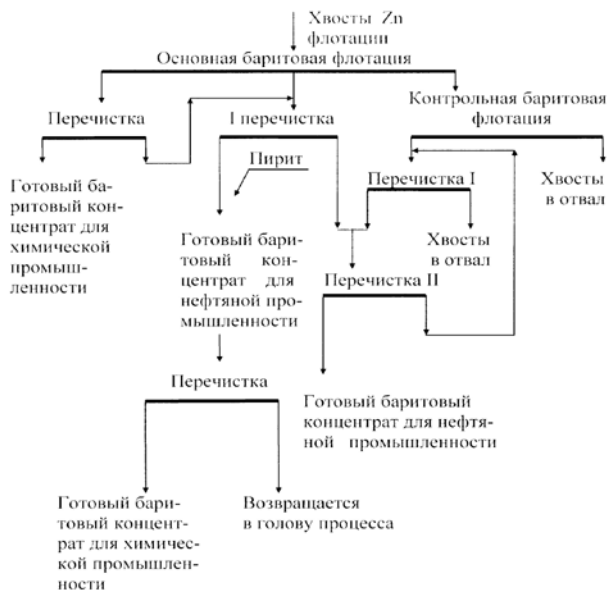 Хвосты Zn
флотации
Основная баритовая флотация
Перечистка
I перечистка
Контрольная баритовая
флотация
Готовый ба-
ритовый кон-
центрат для
химической
промыш-
ленности
Пирит
Перечистка I
Хвосты
в отвал
Готовый бари-
товый кон-
центрат для
нефтяной про-
мышленности
Хвосты
в отвал
Перечистка II
Перечистка
Готовый баритовый
концентрат для нефтя-
ной промышленности
Готовый бари-
товый концент-
рат для химичес-
кой промышлен-
ности
Возвращается
в голову процесса